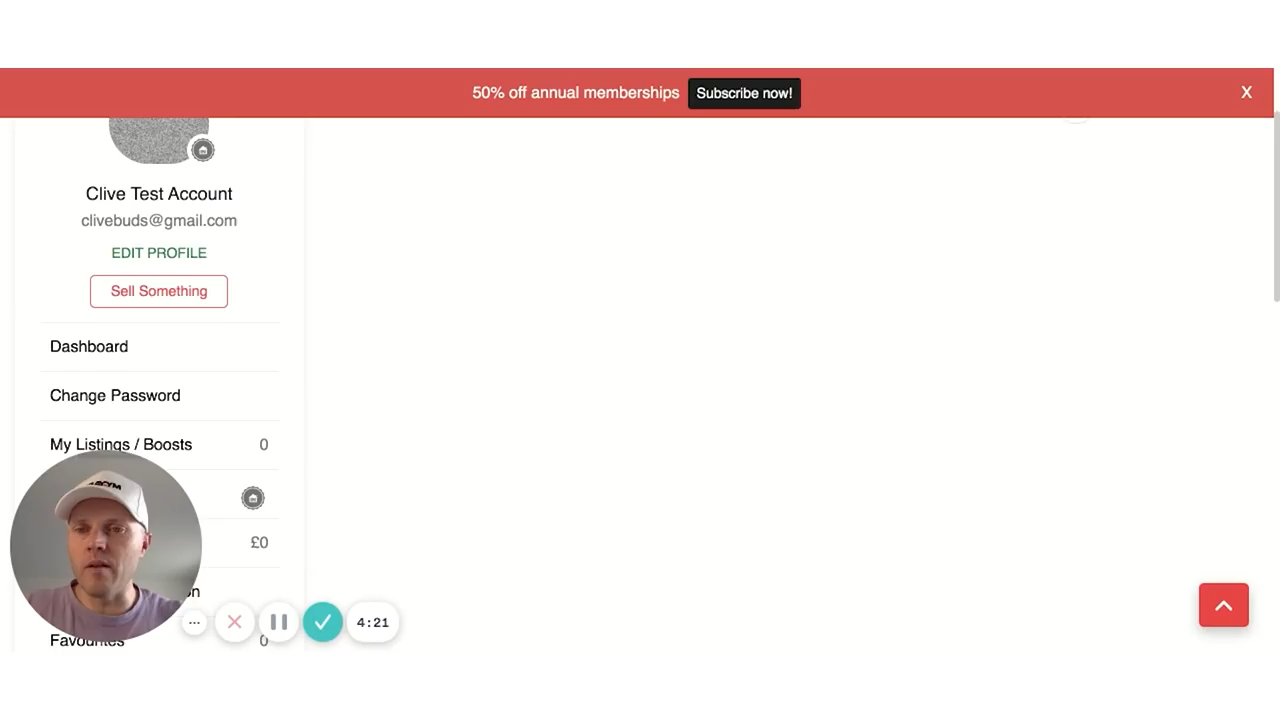 50% off annual memberships Subscribe now! X
Clive Test Account
clivebuds@gmail.com
EDIT PROFILE
Sell Something
Dashboard
Change Password
My Listings / Boosts 0
£0
Favourites 0
... 4:21